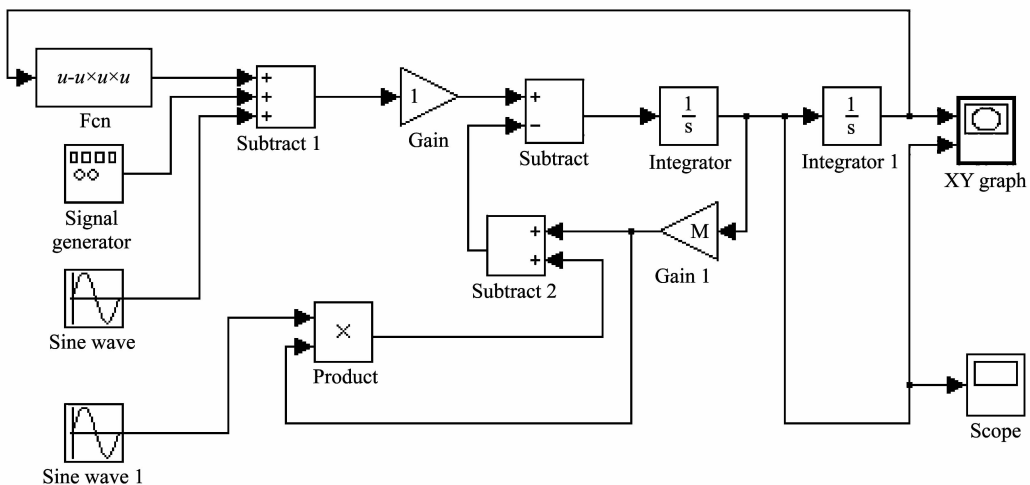 u-u×u×u
Fcn
+
+
+
Subtract 1
1
Gain
+
−
Subtract
1
s
Integrator
1
s
Integrator 1
XY graph
Signal
generator
+
+
Subtract 2
M
Gain 1
Sine wave
×
Product
Scope
Sine wave 1